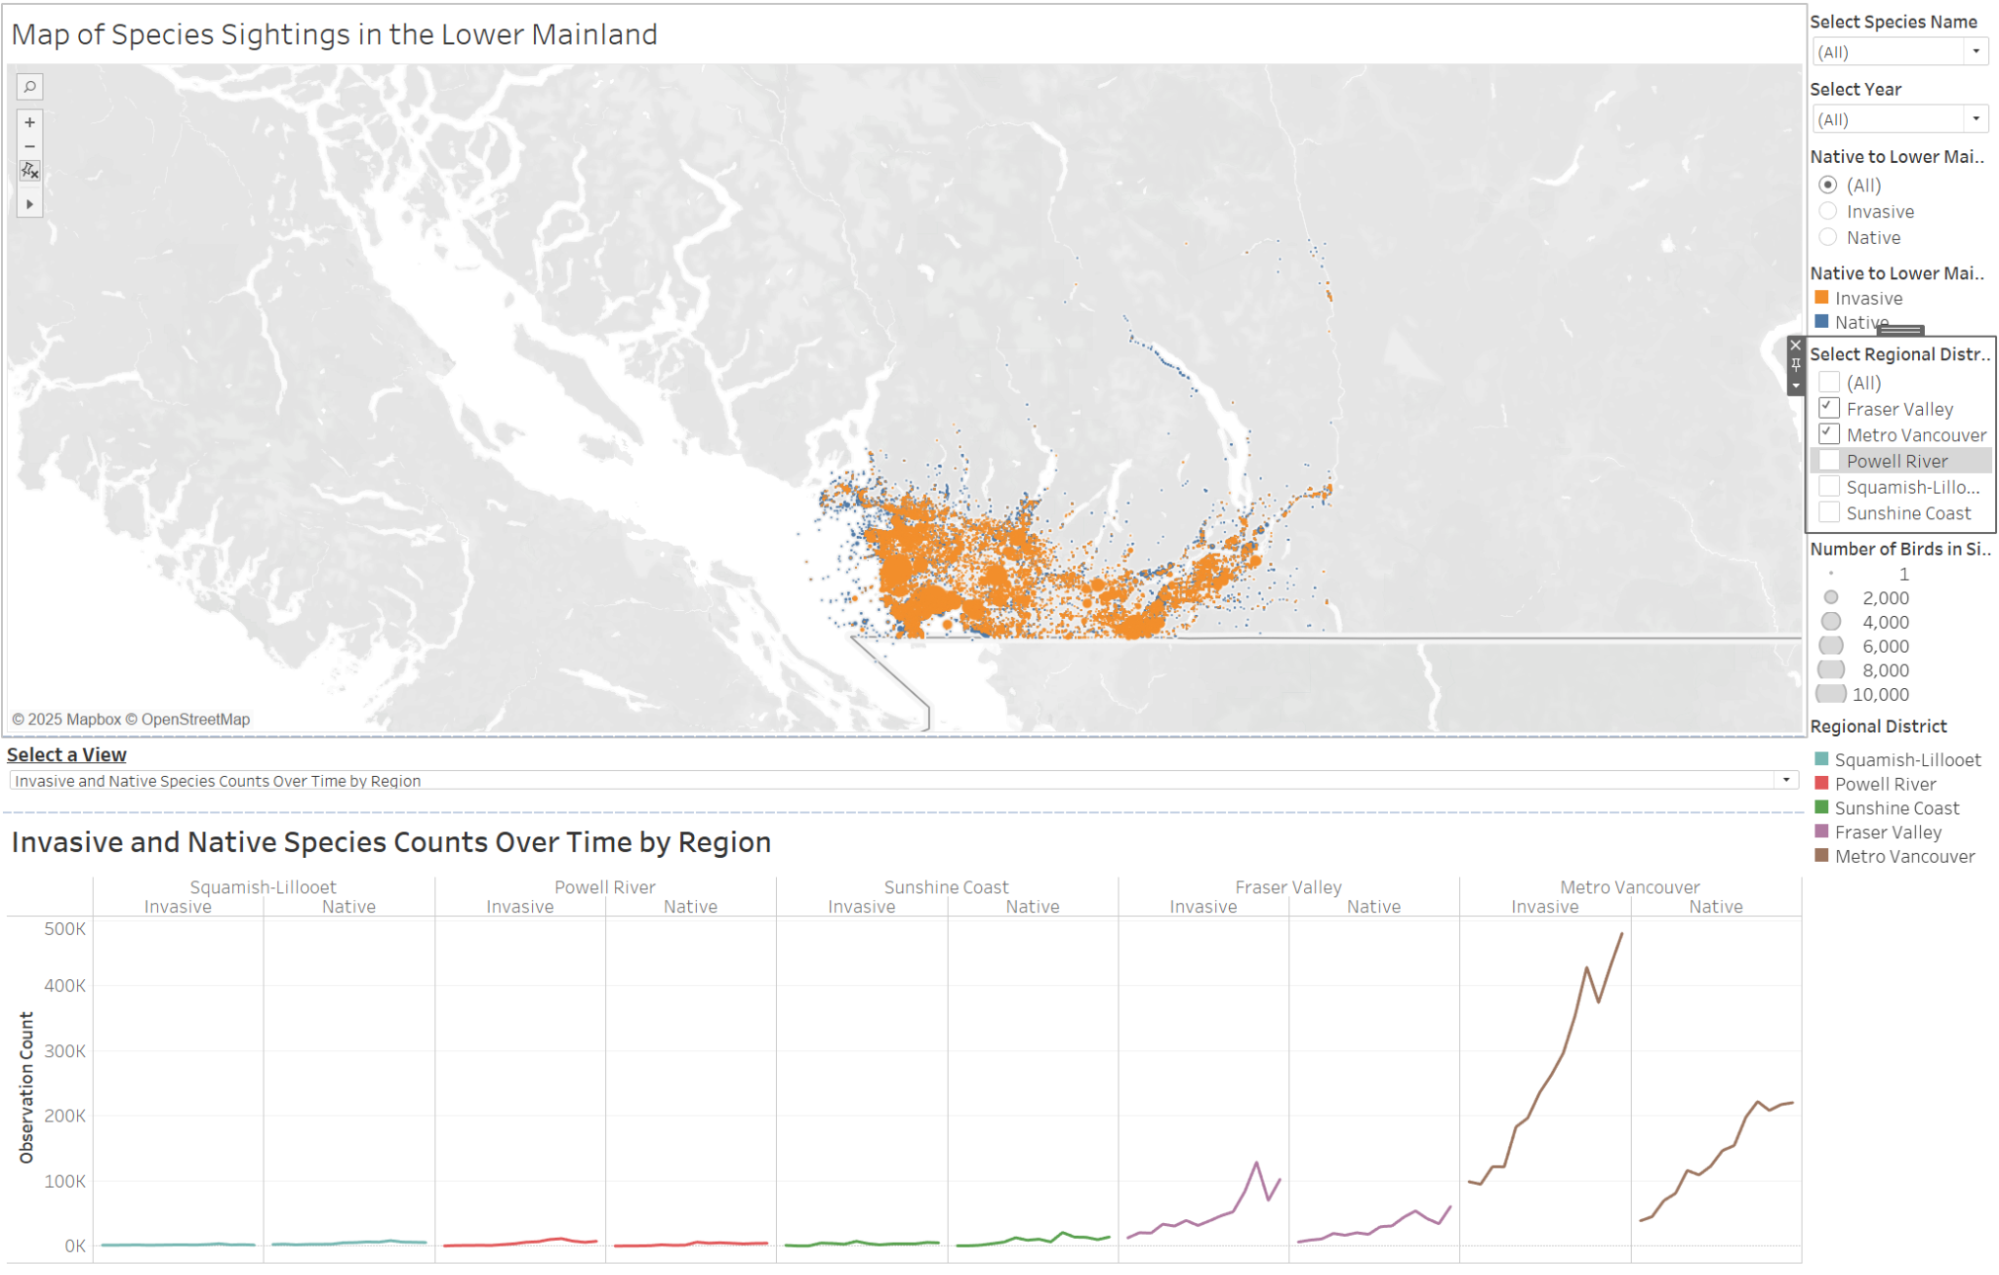 Map of Species Sightings in the Lower Mainland
© 2025 Mapbox © OpenStreetMap
Select Species Name
(All)
Select Year
(All)
Native to Lower Mai..
(All)
Invasive
Native
Native to Lower Mai..
Invasive
Native
Select Regional Distr..
(All)
Fraser Valley
Metro Vancouver
Powell River
Squamish-Lillo...
Sunshine Coast
Number of Birds in Si..
1
2,000
4,000
6,000
8,000
10,000
Regional District
Squamish-Lillooet
Powell River
Sunshine Coast
Fraser Valley
Metro Vancouver
Select a View
Invasive and Native Species Counts Over Time by Region
Invasive and Native Species Counts Over Time by Region
Squamish-Lillooet Powell River Sunshine Coast Fraser Valley Metro Vancouver
Invasive Native Invasive Native Invasive Native Invasive Native Invasive Native
Observation Count
500K
400K
300K
200K
100K
0K